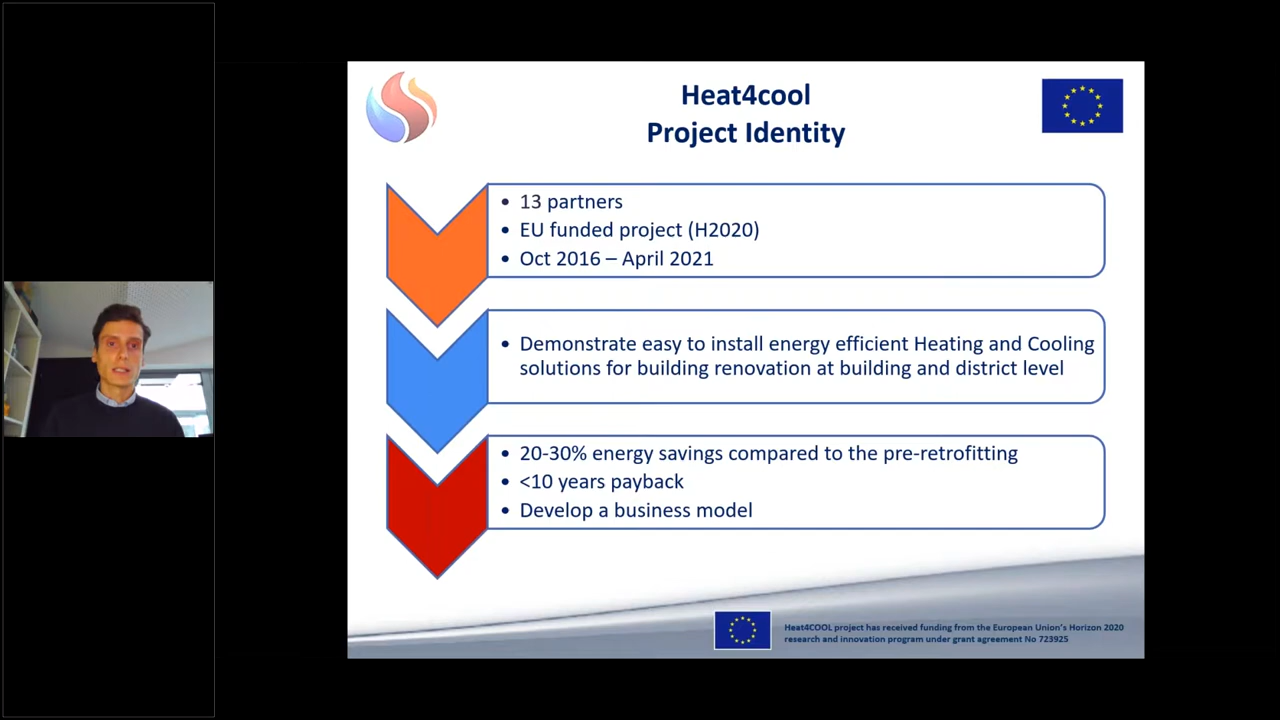 Heat4cool
Project Identity
• 13 partners
• EU funded project (H2020)
• Oct 2016 – April 2021
• Demonstrate easy to install energy efficient Heating and Cooling
solutions for building renovation at building and district level
• 20-30% energy savings compared to the pre-retrofitting
• <10 years payback
• Develop a business model
Heat4COOL project has received funding from the European Union's Horizon 2020
research and innovation program under grant agreement No 723925